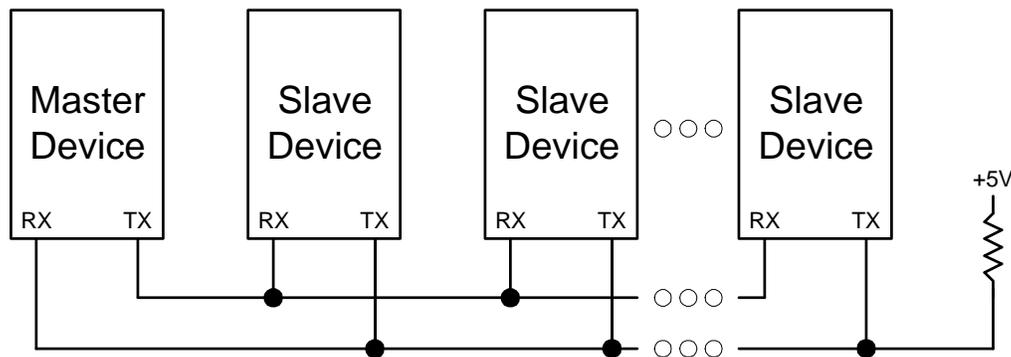 Master
Device
Slave
Device
Slave
Device
Slave
Device
+5V
RX TX
RX TX
RX TX
RX TX